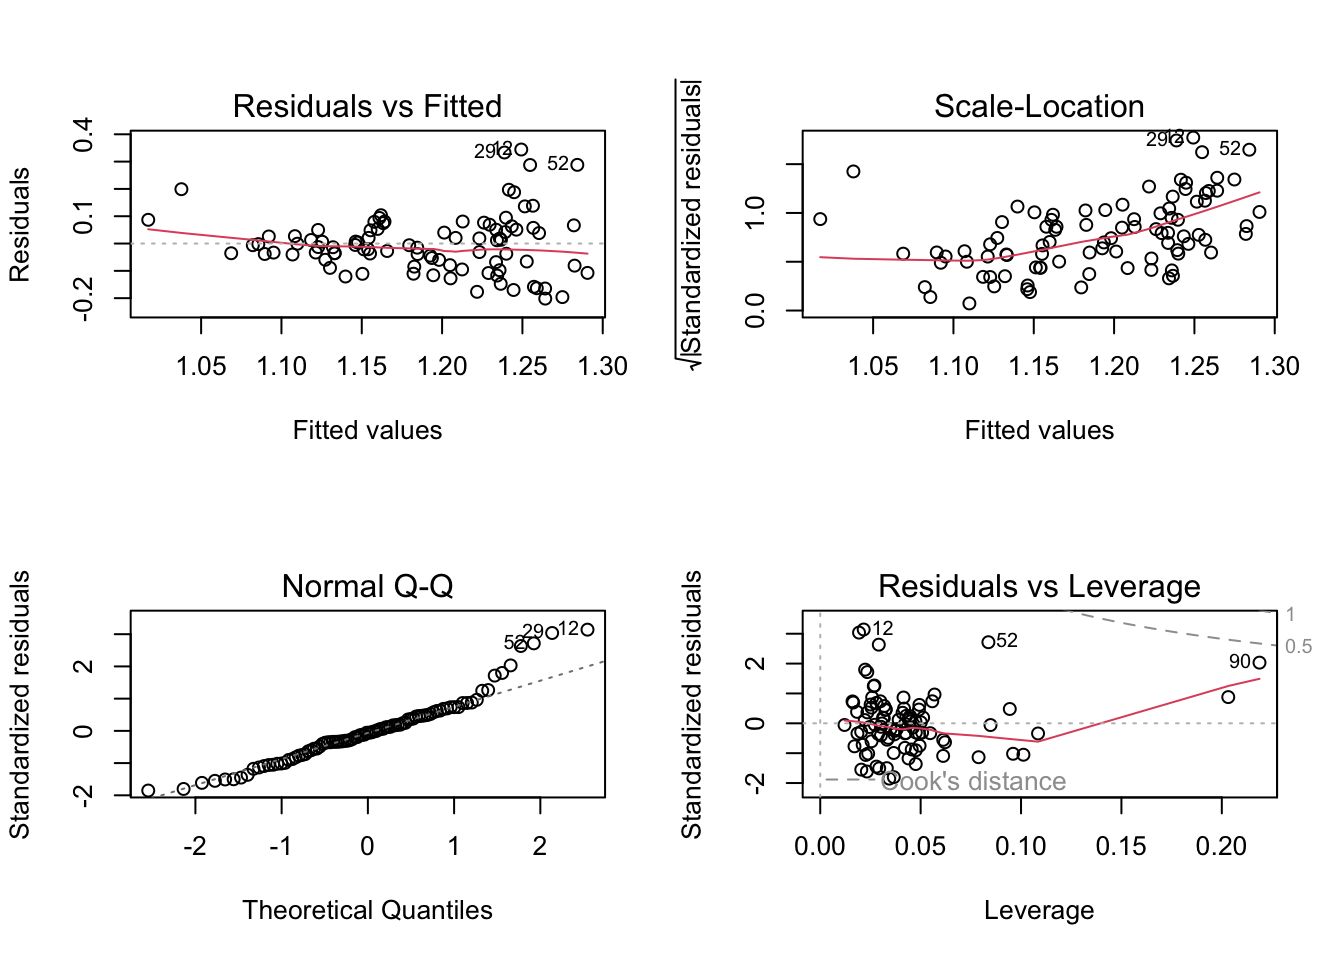 Residuals vs Fitted
Residuals
0.4
0.1
-0.2
29
12
52
1.05 1.10 1.15 1.20 1.25 1.30
Fitted values
Scale-Location
√|Standardized residuals|
1.0
0.0
29
12
52
1.05 1.10 1.15 1.20 1.25 1.30
Fitted values
Normal Q-Q
Standardized residuals
2
0
-2
52
29
12
-2 -1 0 1 2
Theoretical Quantiles
Residuals vs Leverage
Standardized residuals
2
0
-2
12
52
90
1
0.5
Cook's distance
0.00 0.05 0.10 0.15 0.20
Leverage